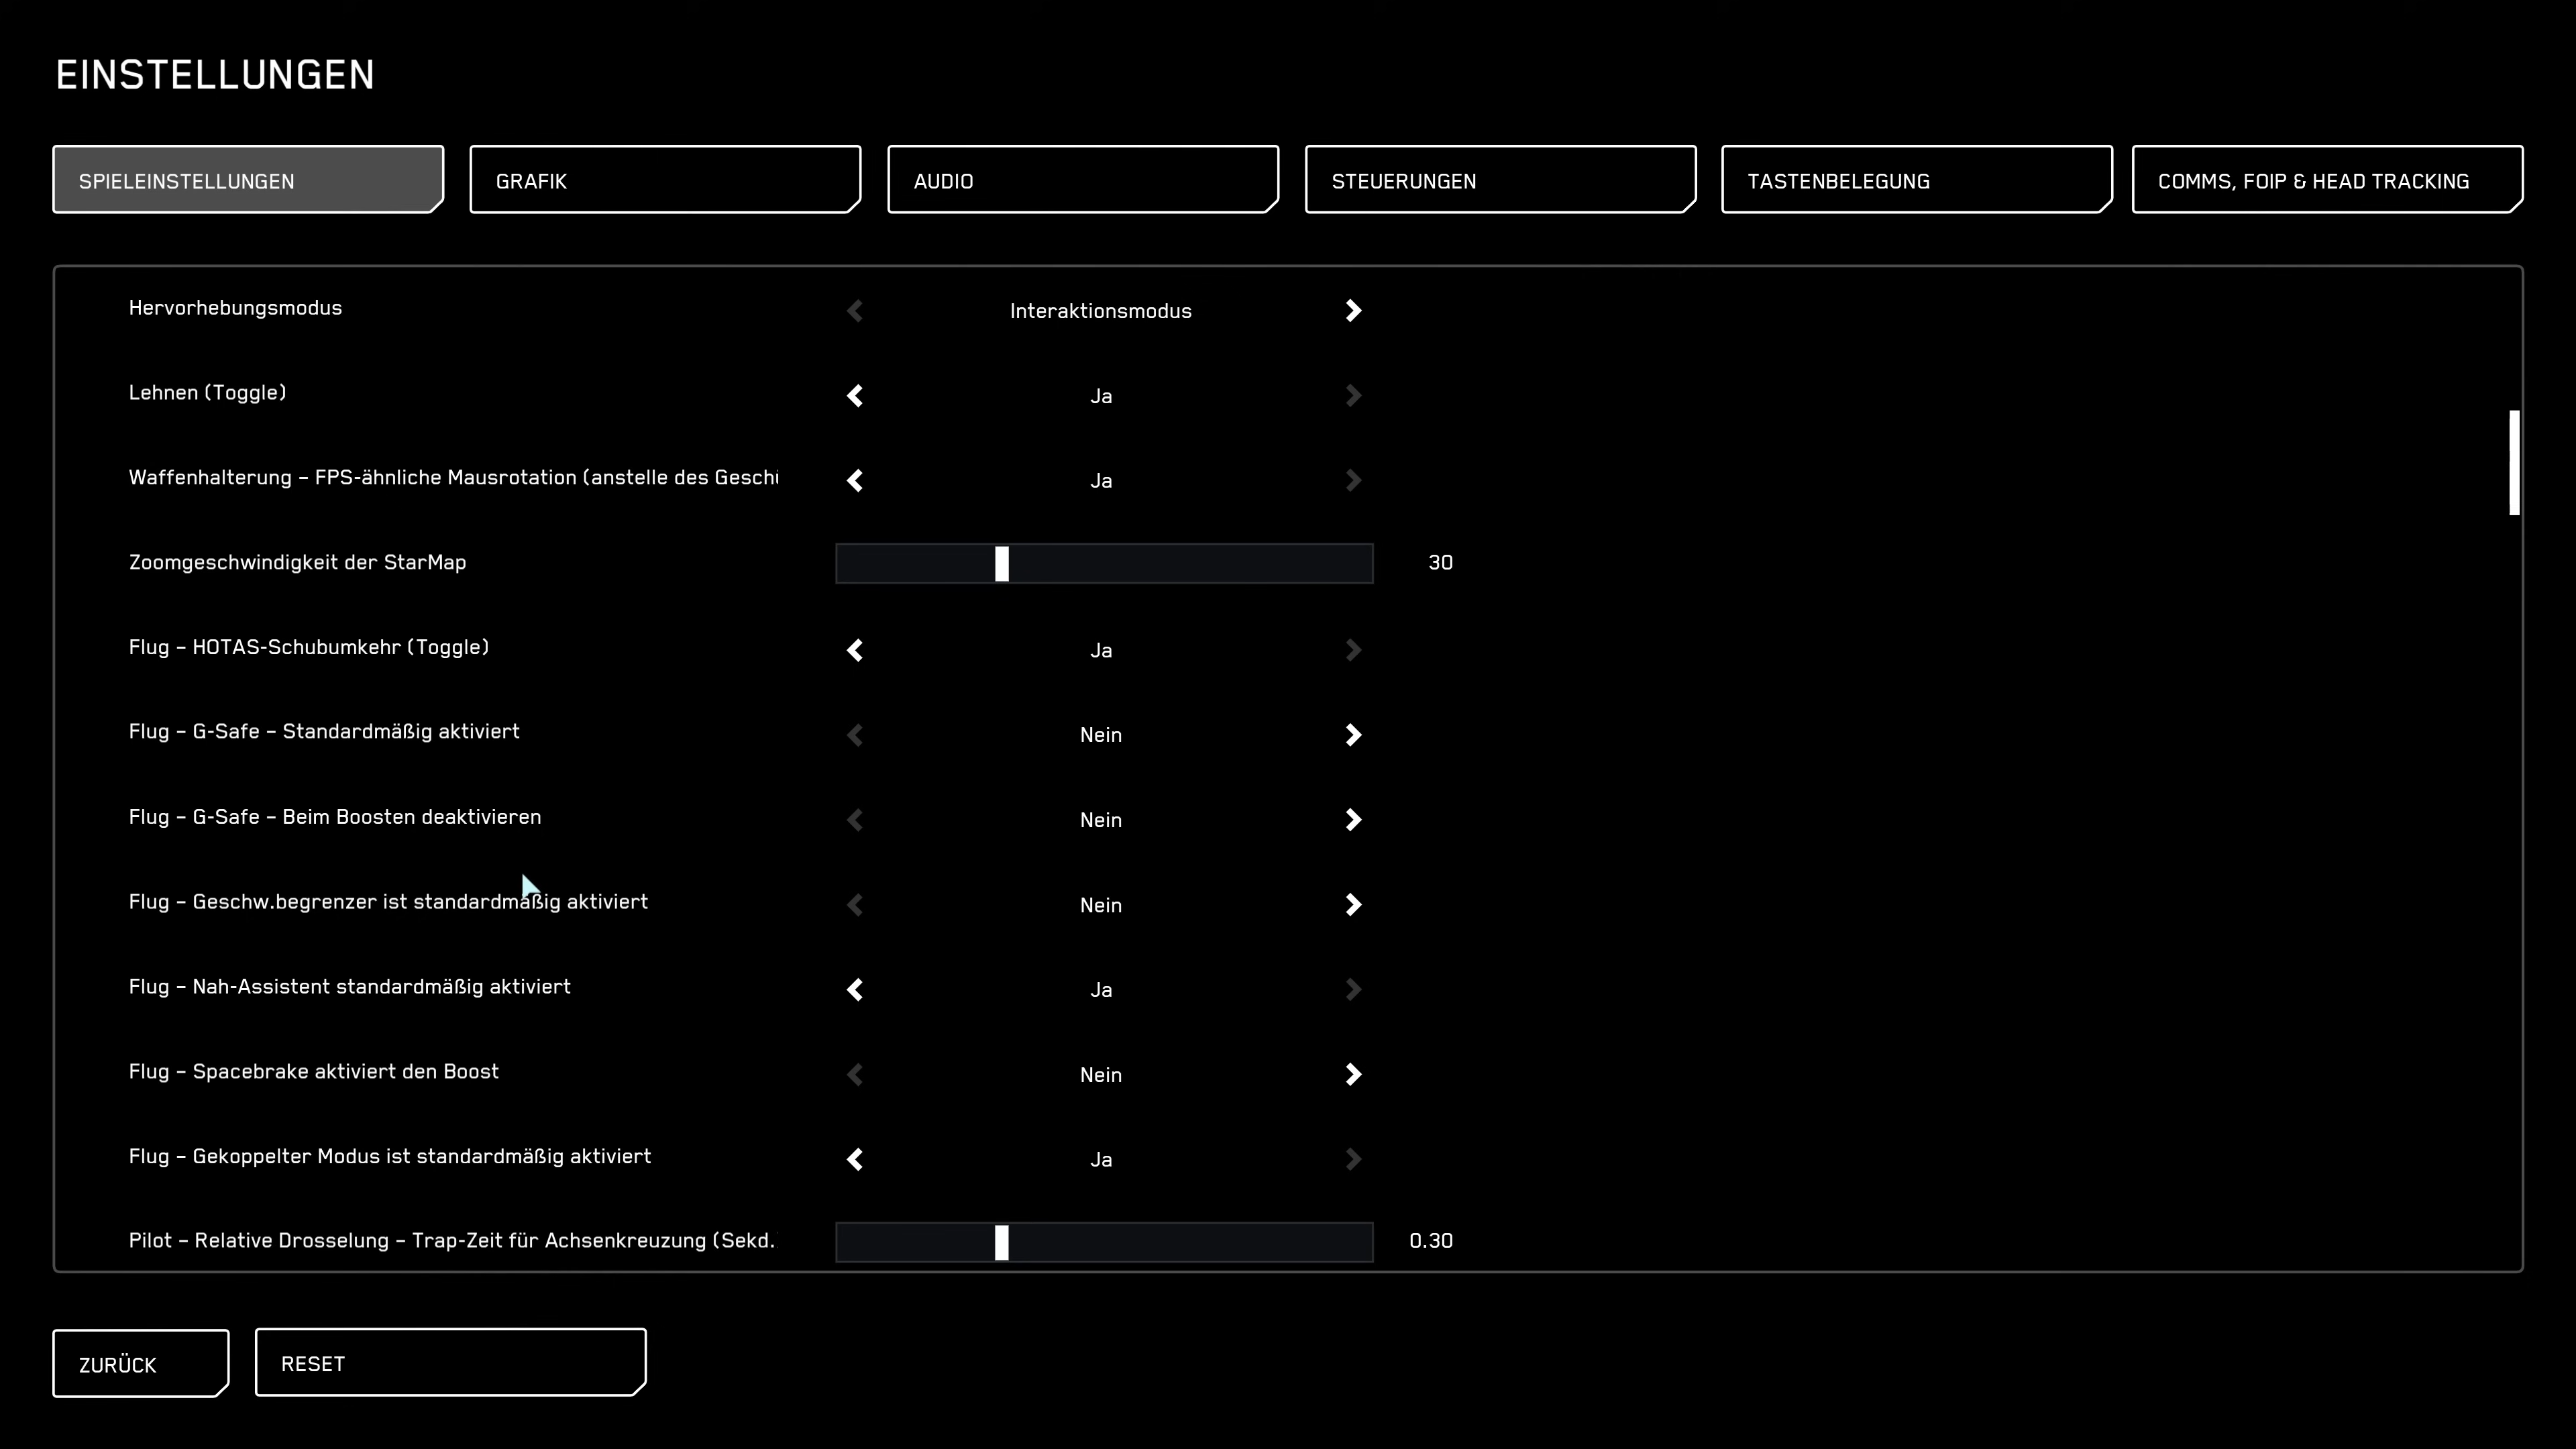 EINSTELLUNGEN
SPIELEINSTELLUNGEN
GRAFIK
AUDIO
STEUERUNGEN
TASTENBELEGUNG
COMMS, FOIP & HEAD TRACKING
Hervorhebungsmodus Interaktionsmodus
Lehnen (Toggle) Ja
Waffenhalterung – FPS-ähnliche Mausrotation (anstelle des Ja
Zoomgeschwindigkeit der StarMap 30
Flug – HOTAS-Schubumkehr (Toggle) Ja
Flug – G-Safe – Standardmäßig aktiviert Nein
Flug – G-Safe – Beim Boosten deaktivieren Nein
Flug – Geschw.begrenzer ist standardmäßig aktiviert Nein
Flug – Nah-Assistent standardmäßig aktiviert Ja
Flug – Spacebrake aktiviert den Boost Nein
Flug – Gekoppelter Modus ist standardmäßig aktiviert Ja
Pilot – Relative Drosselung – Trap-Zeit für Achsenkreuzung (Sekd. 0.30
ZURÜCK
RESET